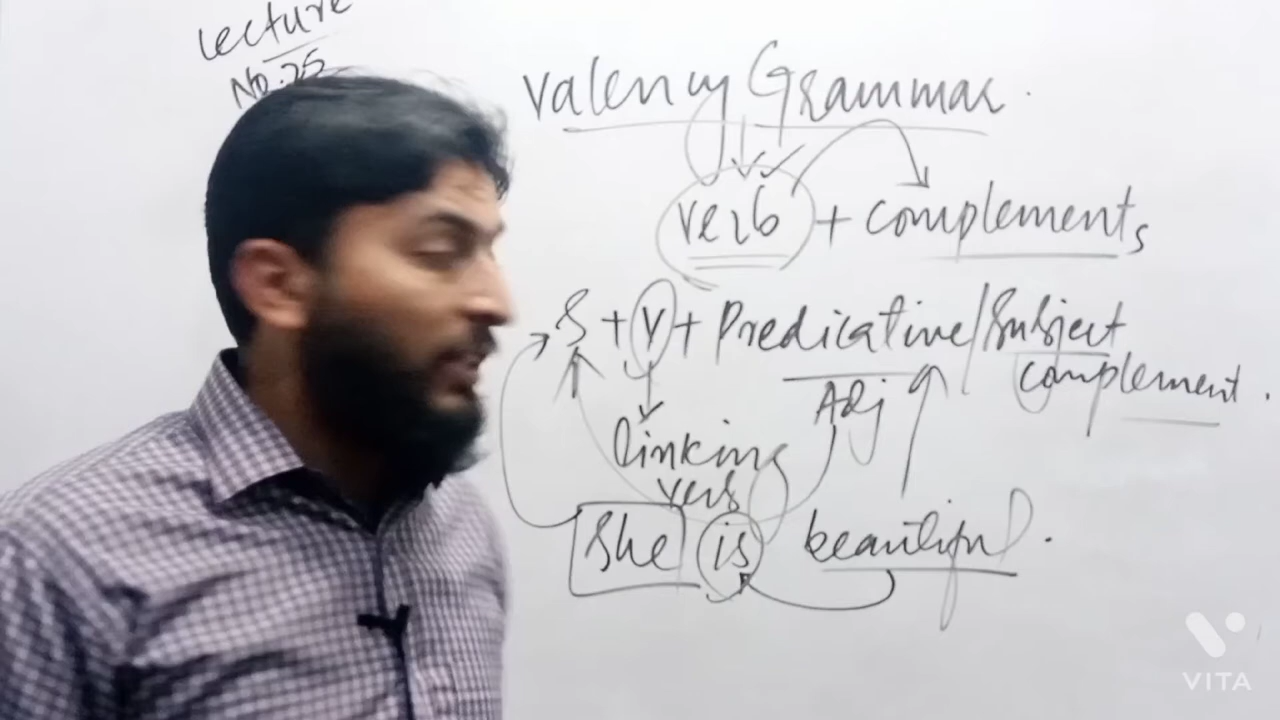 Lecture
No. 25
Valency Grammar.
verb + complements
S + V + Predicative/Subject
complement.
Adj
linking
verb
She is beautiful.
VITA